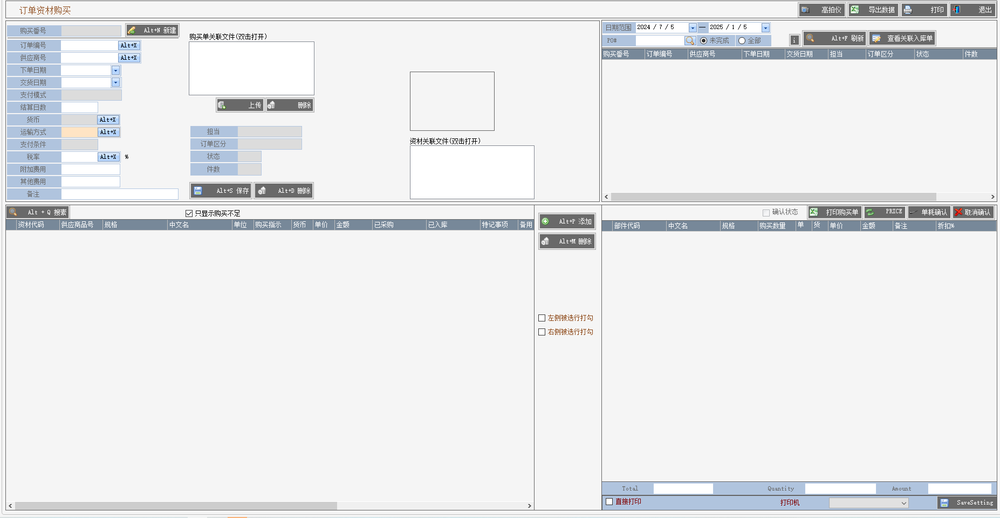 订单资材购买
高拍仪 导出数据 打印 退出
购买番号 Alt+N 新建
订单编号 Alt+X
供应商号 Alt+X
下单日期
交货日期
支付模式
结算日数
货币 Alt+X
运输方式 Alt+X
支付条件
税率 Alt+X %
附加费用
其他费用
备注
购买单关联文件(双击打开)
上传 删除
担当
订单区分
状态
件数
Alt+S 保存 Alt+D 删除
资材关联文件(双击打开)
日期范围 2024 / 7 / 5 — 2025 / 1 / 5
PO# 未完成 全部 i Alt+F 刷新 查看关联入库单
购买番号 订单编号 供应商号 下单日期 交货日期 担当 订单区分 状态 件数
Alt + Q 搜素 只显示购买不足
资材代码 供应商品号 规格 中文名 单位 购买指示 货币 单价 金额 已采购 已入库 特记事项 备用
Alt+P 添加
Alt+M 删除
左侧被选行打勾
右侧被选行打勾
确认状态 打印购买单 PRICE 单耗确认 取消确认
部件代码 中文名 规格 购买数量 单 货 单价 金额 备注 折扣%
Total Quantity Amount
直接打印 打印机 SaveSetting